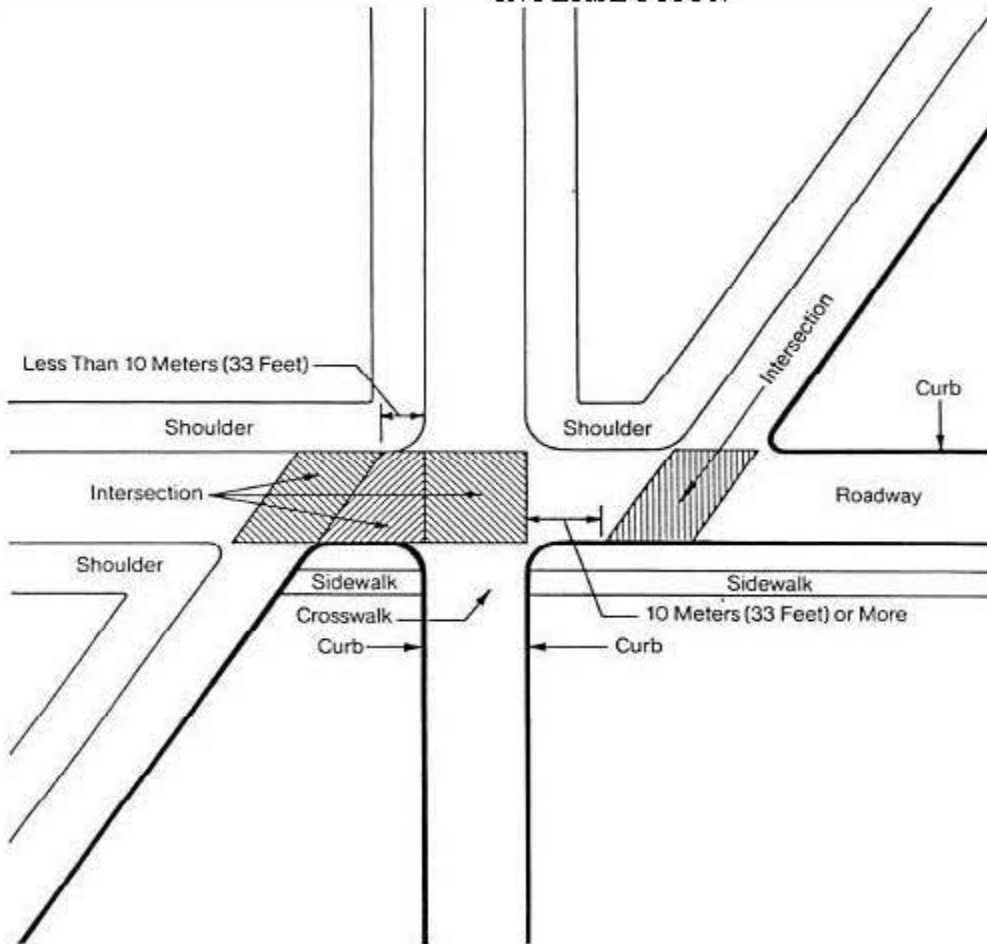 Less Than 10 Meters (33 Feet)
Intersection
Curb
Shoulder
Shoulder
Intersection
Roadway
Shoulder
Sidewalk
Sidewalk
Crosswalk
10 Meters (33 Feet) or More
Curb
Curb